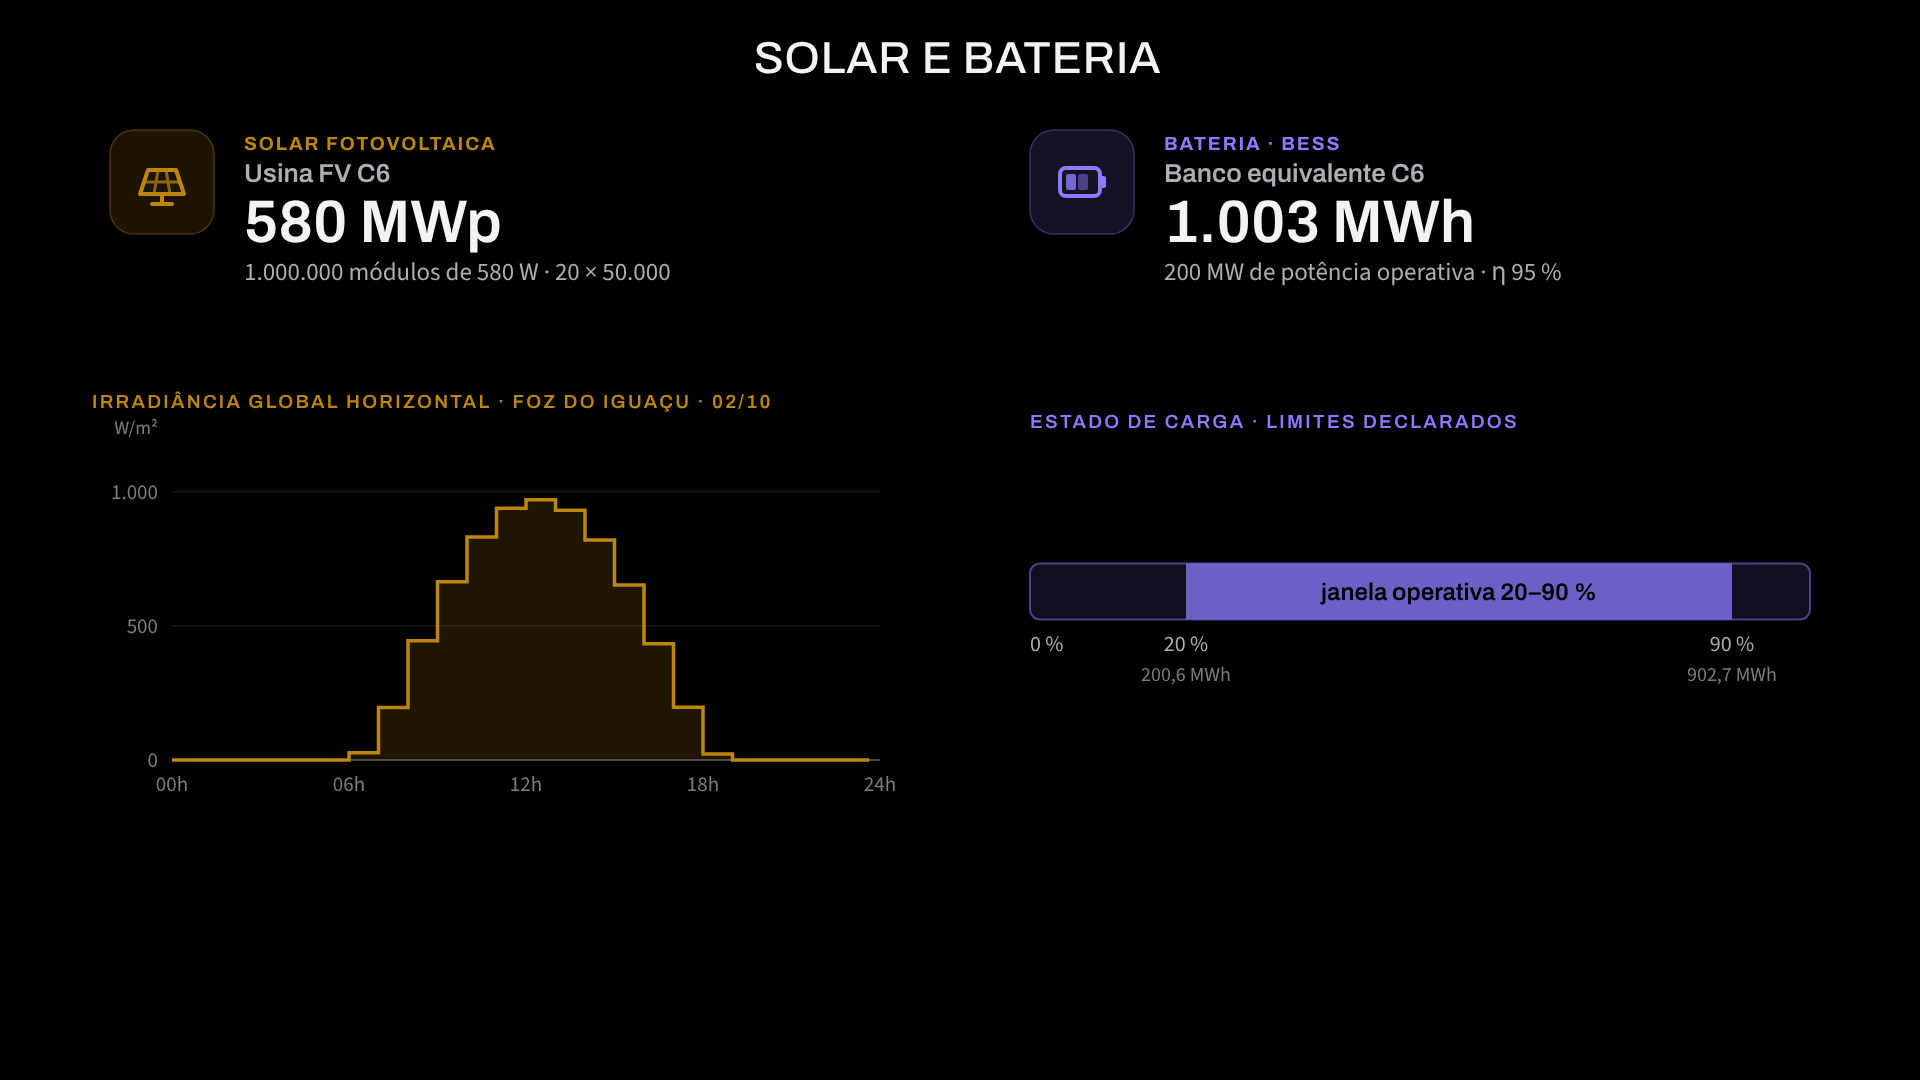 SOLAR E BATERIA
SOLAR FOTOVOLTAICA
Usina FV C6
580 MWp
1.000.000 módulos de 580 W · 20 × 50.000
BATERIA · BESS
Banco equivalente C6
1.003 MWh
200 MW de potência operativa · η 95 %
IRRADIÂNCIA GLOBAL HORIZONTAL · FOZ DO IGUAÇU · 02/10
W/m²
1.000
500
0
00h 06h 12h 18h 24h
ESTADO DE CARGA · LIMITES DECLARADOS
janela operativa 20–90 %
0 % 20 % 90 %
200,6 MWh 902,7 MWh